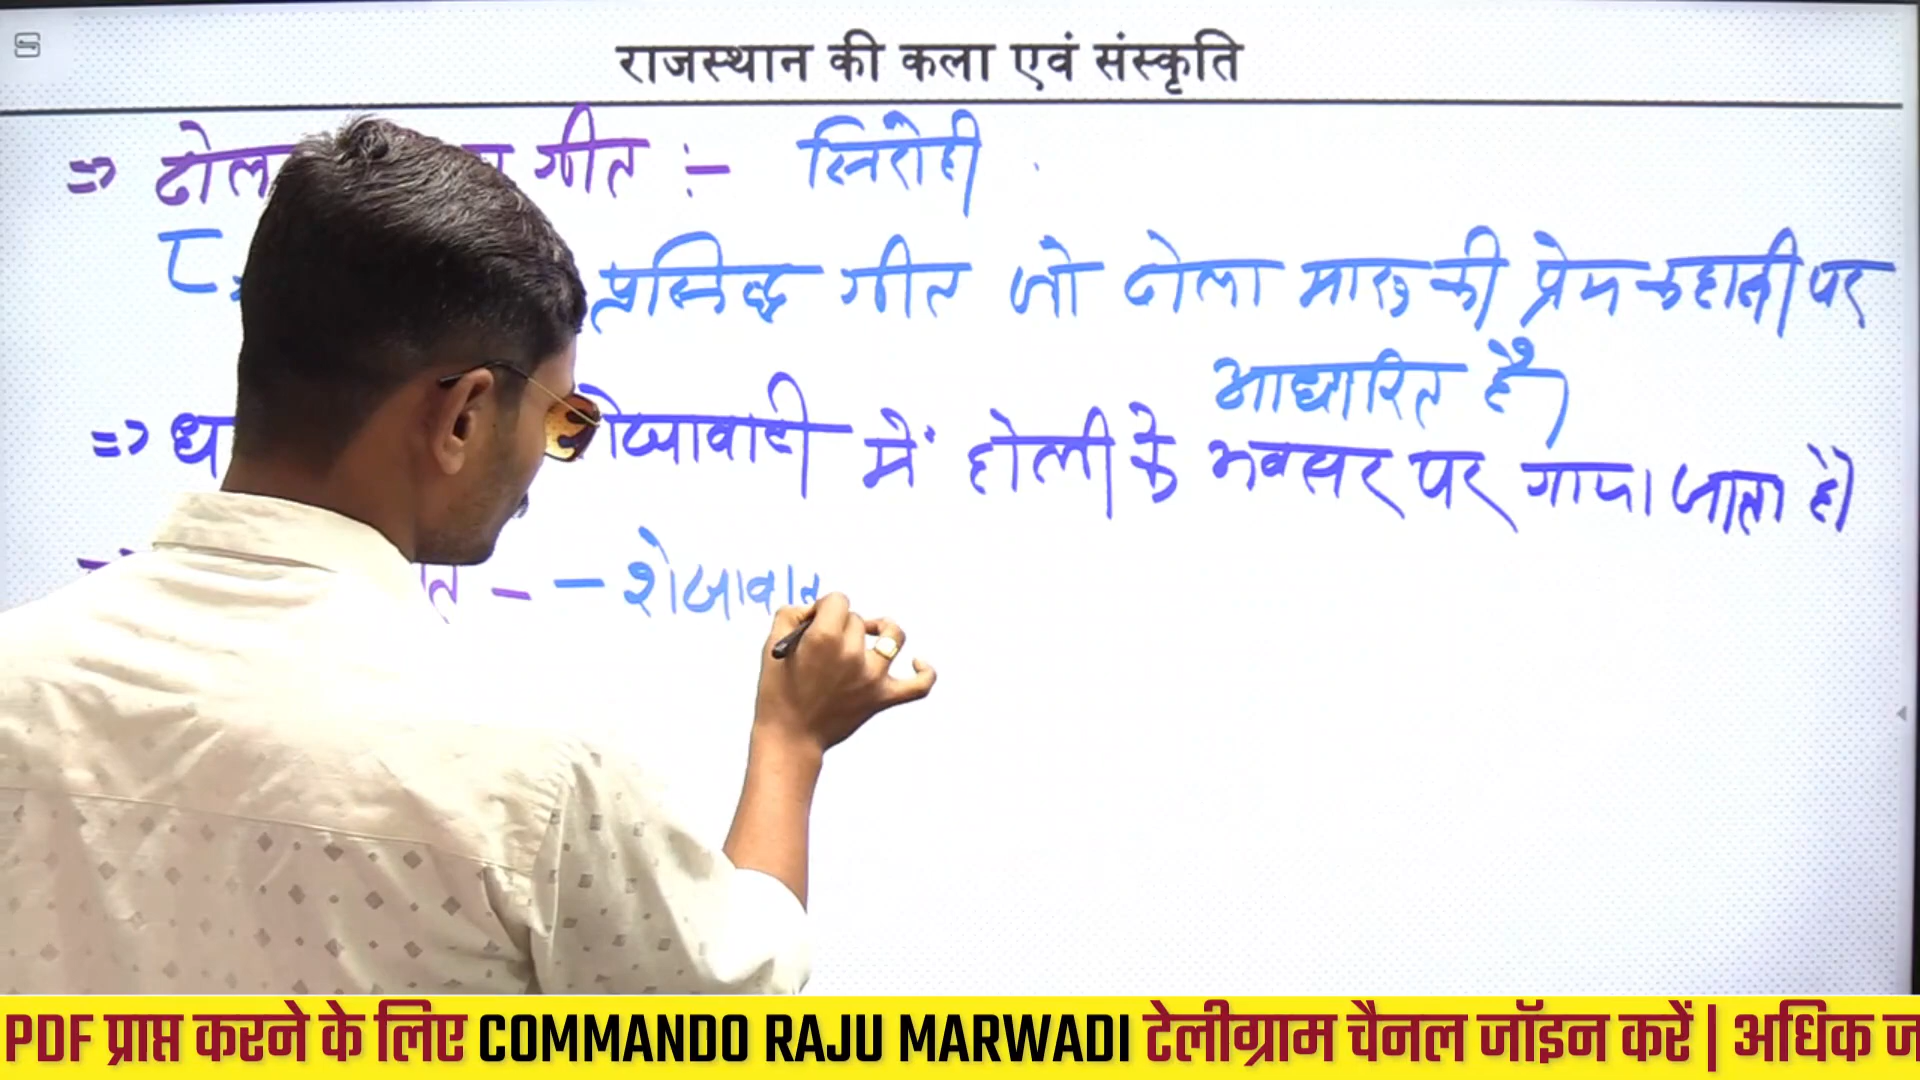 राजस्थान की कला एवं संस्कृति
=> गीत :- सिरोही
प्रसिद्ध गीत जो ढोला मारू की प्रेम कहानी पर
आधारित है।
=> में होली के अवसर पर गाया जाता है।
PDF प्राप्त करने के लिए COMMANDO RAJU MARWADI टेलीग्राम चैनल जॉइन करें | अधिक